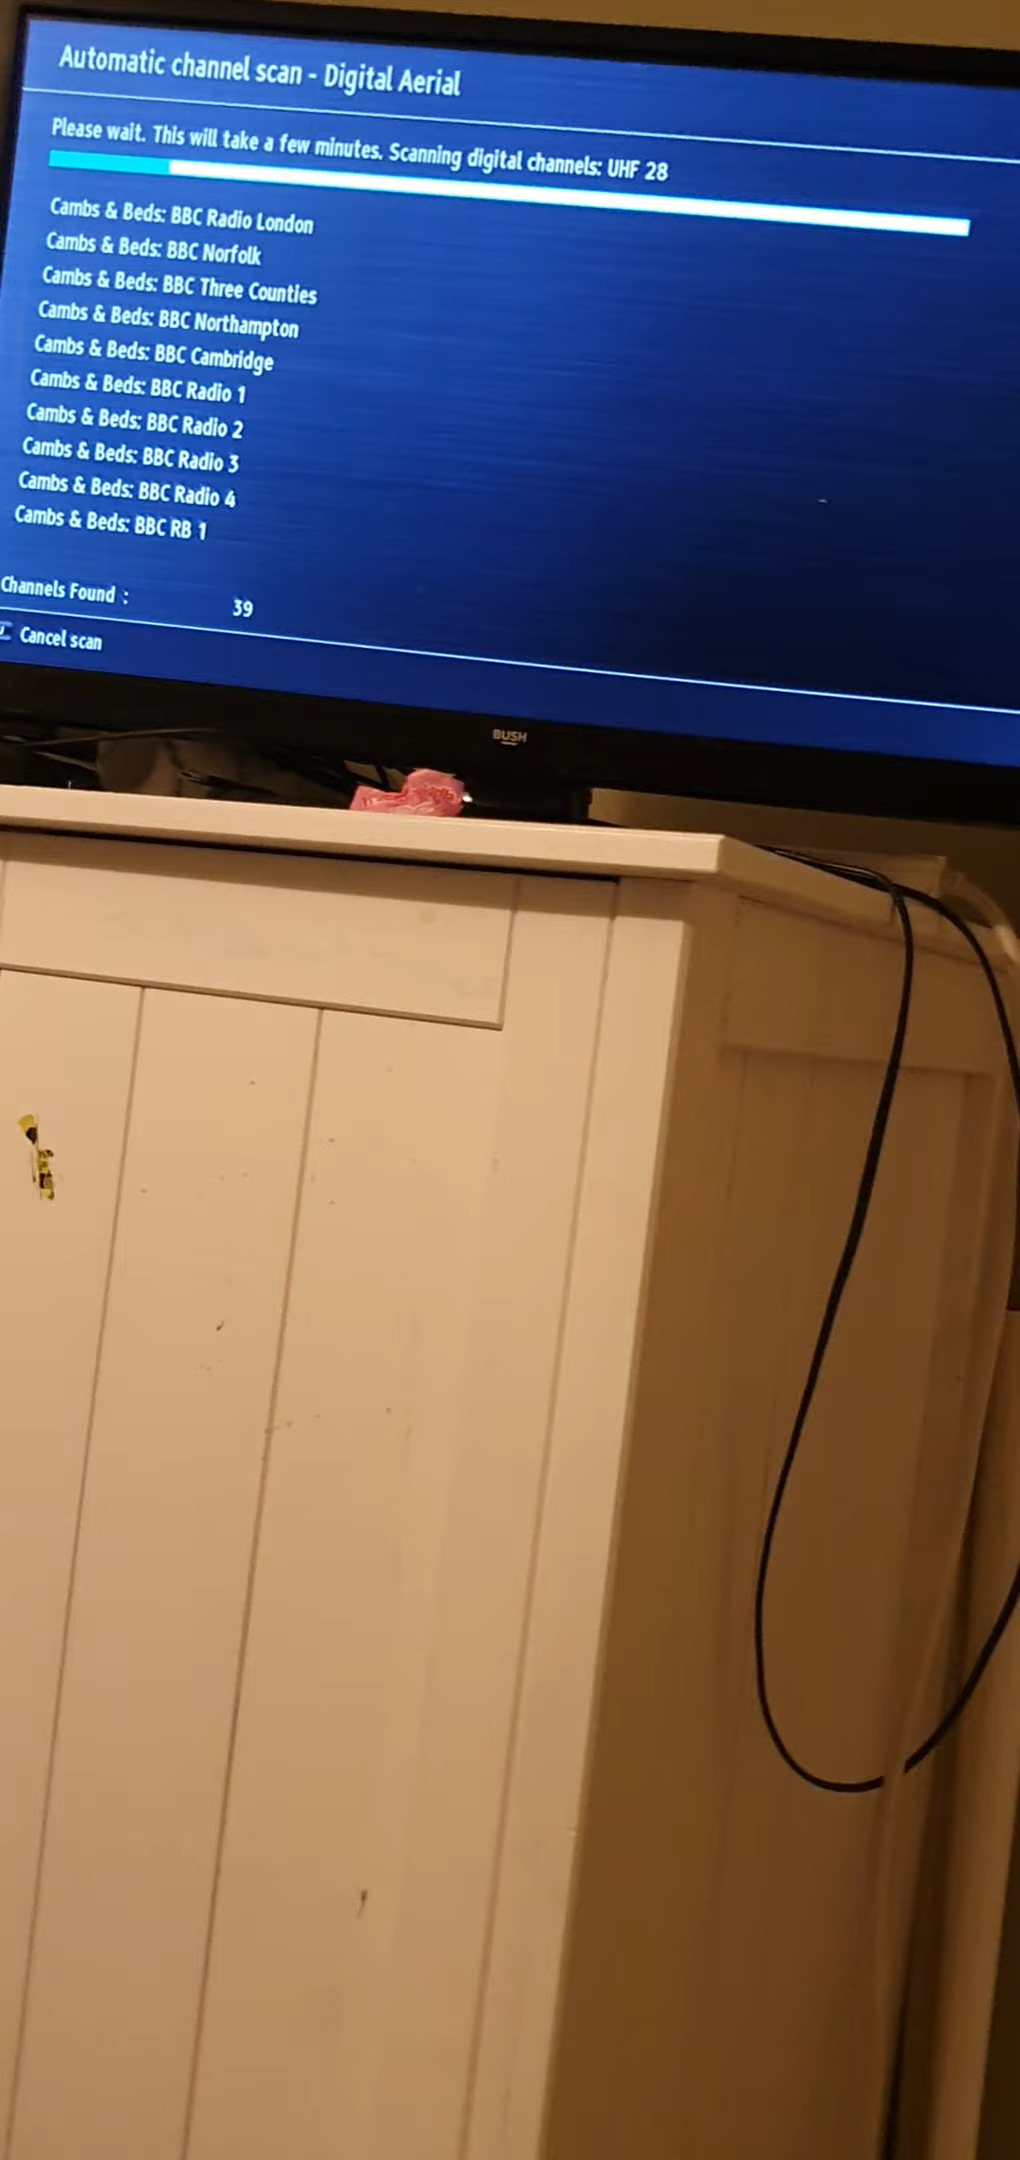 Automatic channel scan - Digital Aerial
Please wait. This will take a few minutes. Scanning digital channels: UHF 28
Cambs & Beds: BBC Radio London
Cambs & Beds: BBC Norfolk
Cambs & Beds: BBC Three Counties
Cambs & Beds: BBC Northampton
Cambs & Beds: BBC Cambridge
Cambs & Beds: BBC Radio 1
Cambs & Beds: BBC Radio 2
Cambs & Beds: BBC Radio 3
Cambs & Beds: BBC Radio 4
Cambs & Beds: BBC RB 1
Channels Found : 39
Cancel scan
BUSH